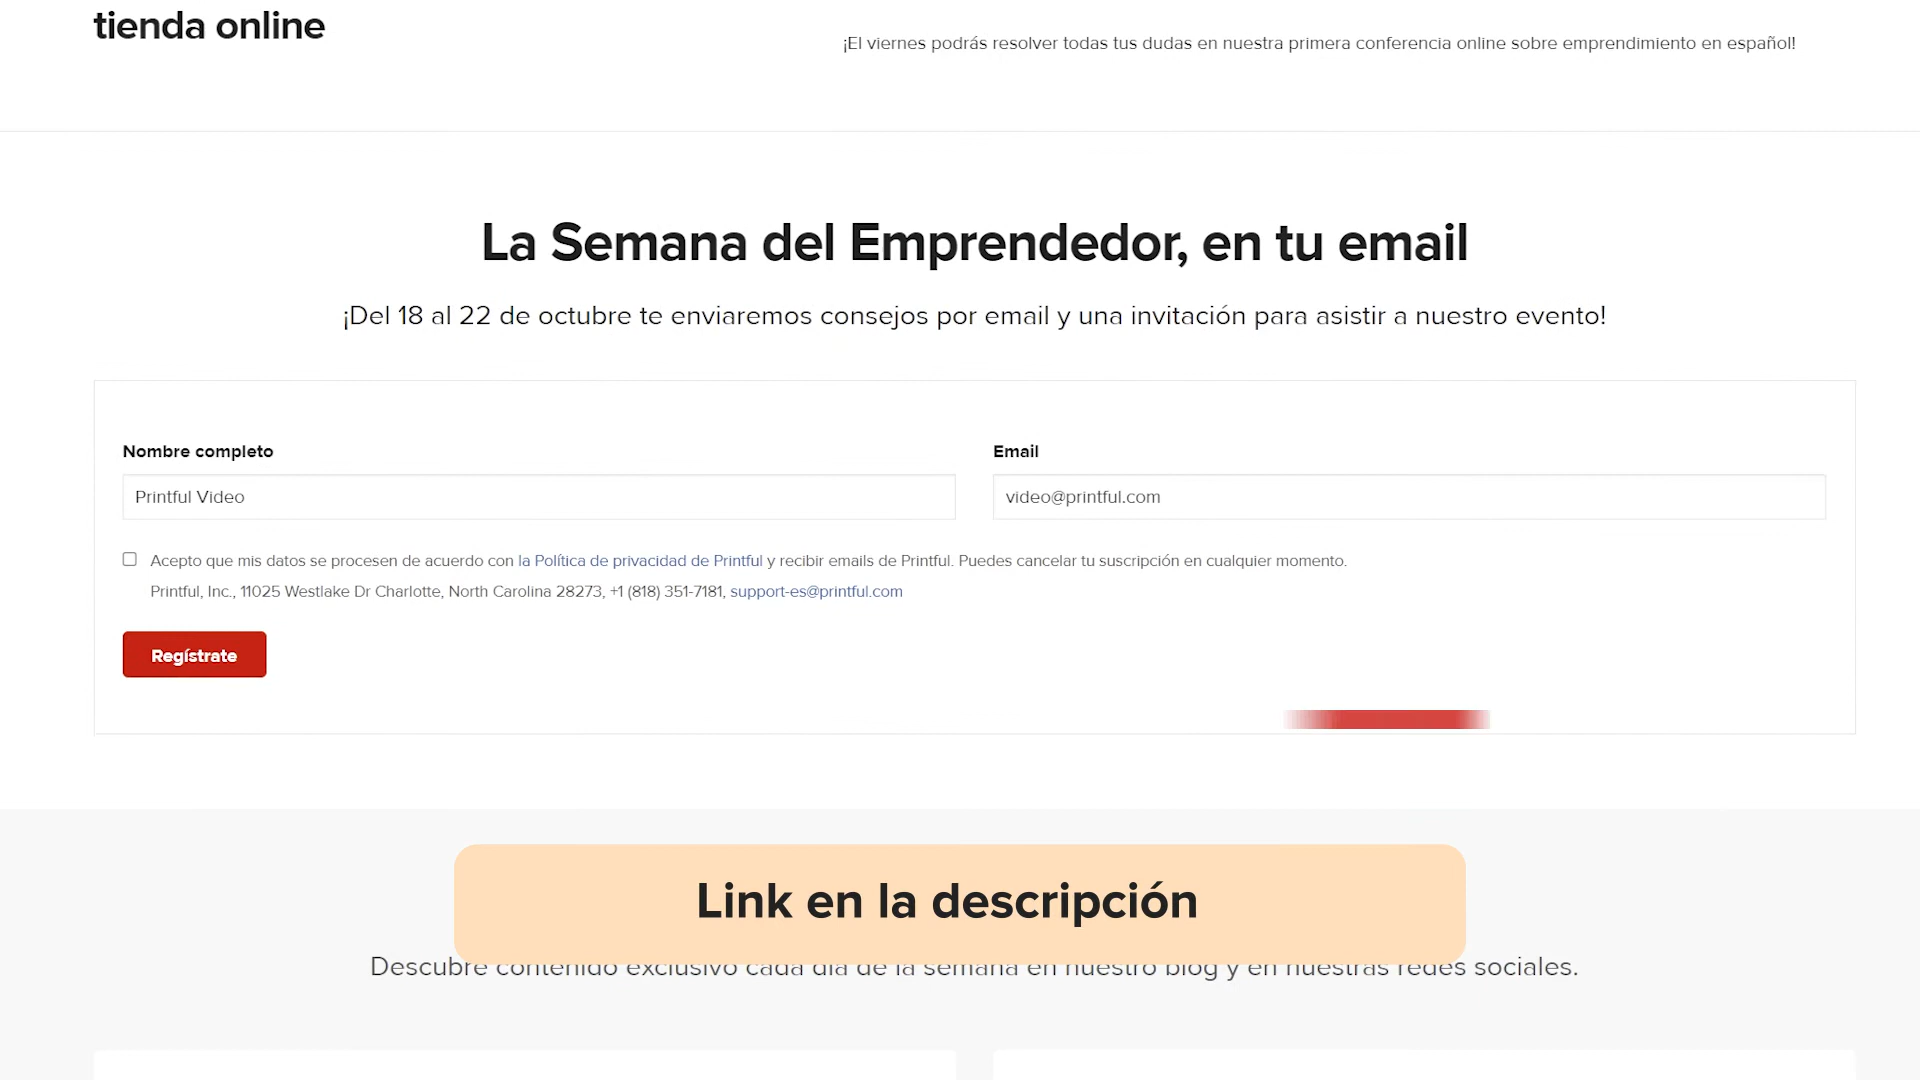 tienda online
¡El viernes podrás resolver todas tus dudas en nuestra primera conferencia online sobre emprendimiento en español!
La Semana del Emprendedor, en tu email
¡Del 18 al 22 de octubre te enviaremos consejos por email y una invitación para asistir a nuestro evento!
Nombre completo
Email
Printful Video
video@printful.com
Acepto que mis datos se procesen de acuerdo con la Política de privacidad de Printful y recibir emails de Printful. Puedes cancelar tu suscripción en cualquier momento.
Printful, Inc., 11025 Westlake Dr Charlotte, North Carolina 28273, +1 (818) 351-7181, support-es@printful.com
Regístrate
Link en la descripción
Descubre contenido exclusivo cada día de la semana en nuestro blog y en nuestras redes sociales.